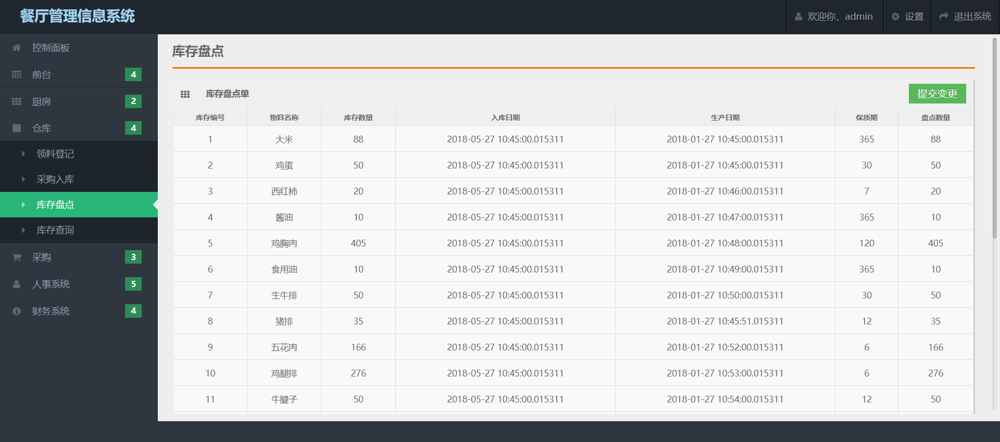 餐厅管理信息系统
欢迎你，admin
设置
退出系统
控制面板
前台 4
厨房 2
仓库 4
领料登记
采购入库
库存盘点
库存查询
采购 3
人事系统 5
财务系统 4
库存盘点
库存盘点单
提交变更
库存编号 物料名称 库存数量 入库日期 生产日期 保质期 盘点数量
1 大米 88 2018-05-27 10:45:00.015311 2018-01-27 10:45:00.015311 365 88
2 鸡蛋 50 2018-05-27 10:45:00.015311 2018-01-27 10:45:00.015311 30 50
3 西红柿 20 2018-05-27 10:45:00.015311 2018-01-27 10:46:00.015311 7 20
4 酱油 10 2018-05-27 10:45:00.015311 2018-01-27 10:47:00.015311 365 10
5 鸡胸肉 405 2018-05-27 10:45:00.015311 2018-01-27 10:48:00.015311 120 405
6 食用油 10 2018-05-27 10:45:00.015311 2018-01-27 10:49:00.015311 365 10
7 生牛排 50 2018-05-27 10:45:00.015311 2018-01-27 10:50:00.015311 30 50
8 猪排 35 2018-05-27 10:45:00.015311 2018-01-27 10:45:51.015311 12 35
9 五花肉 166 2018-05-27 10:45:00.015311 2018-01-27 10:52:00.015311 6 166
10 鸡腿排 276 2018-05-27 10:45:00.015311 2018-01-27 10:53:00.015311 6 276
11 牛腱子 50 2018-05-27 10:45:00.015311 2018-01-27 10:54:00.015311 12 50